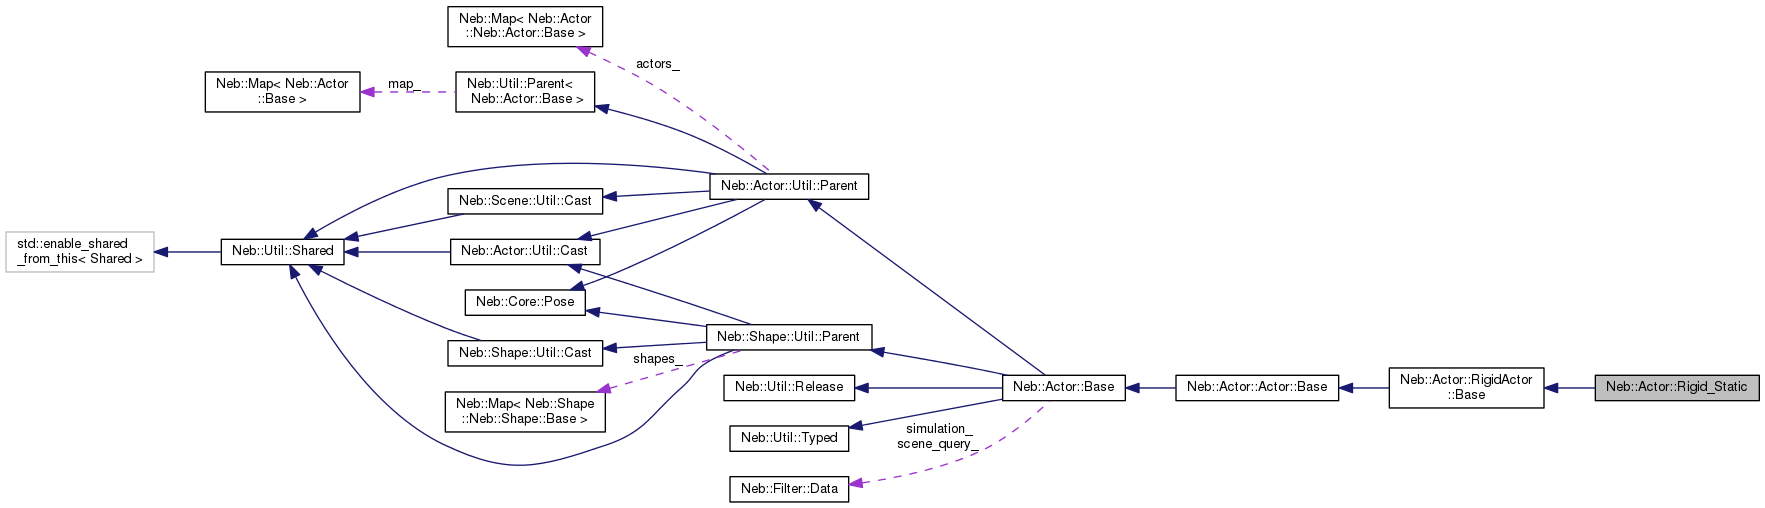 Neb::Map< Neb::Actor
::Neb::Actor::Base >
actors_
Neb::Map< Neb::Actor
::Base >
map_
Neb::Util::Parent<
Neb::Actor::Base >
Neb::Actor::Util::Parent
Neb::Scene::Util::Cast
std::enable_shared
_from_this< Shared >
Neb::Util::Shared
Neb::Actor::Util::Cast
Neb::Core::Pose
Neb::Shape::Util::Parent
Neb::Shape::Util::Cast
shapes_
Neb::Map< Neb::Shape
::Neb::Shape::Base >
Neb::Util::Release
Neb::Actor::Base
Neb::Actor::Actor::Base
Neb::Actor::RigidActor
::Base
Neb::Actor::Rigid_Static
Neb::Util::Typed
simulation_
scene_query_
Neb::Filter::Data